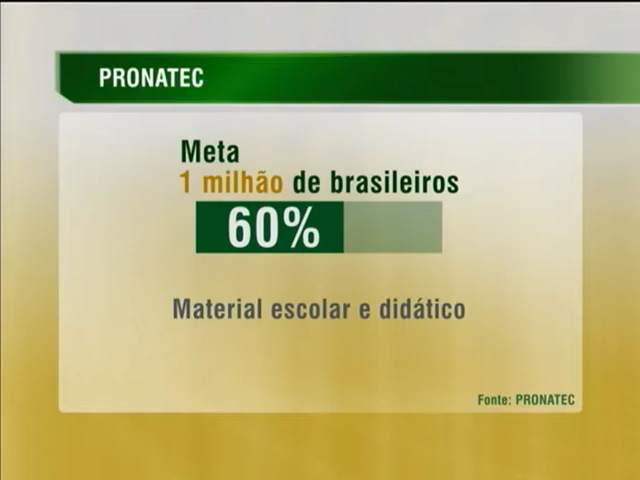 PRONATEC
Meta
1 milhão de brasileiros
60%
Material escolar e didático
Fonte: PRONATEC